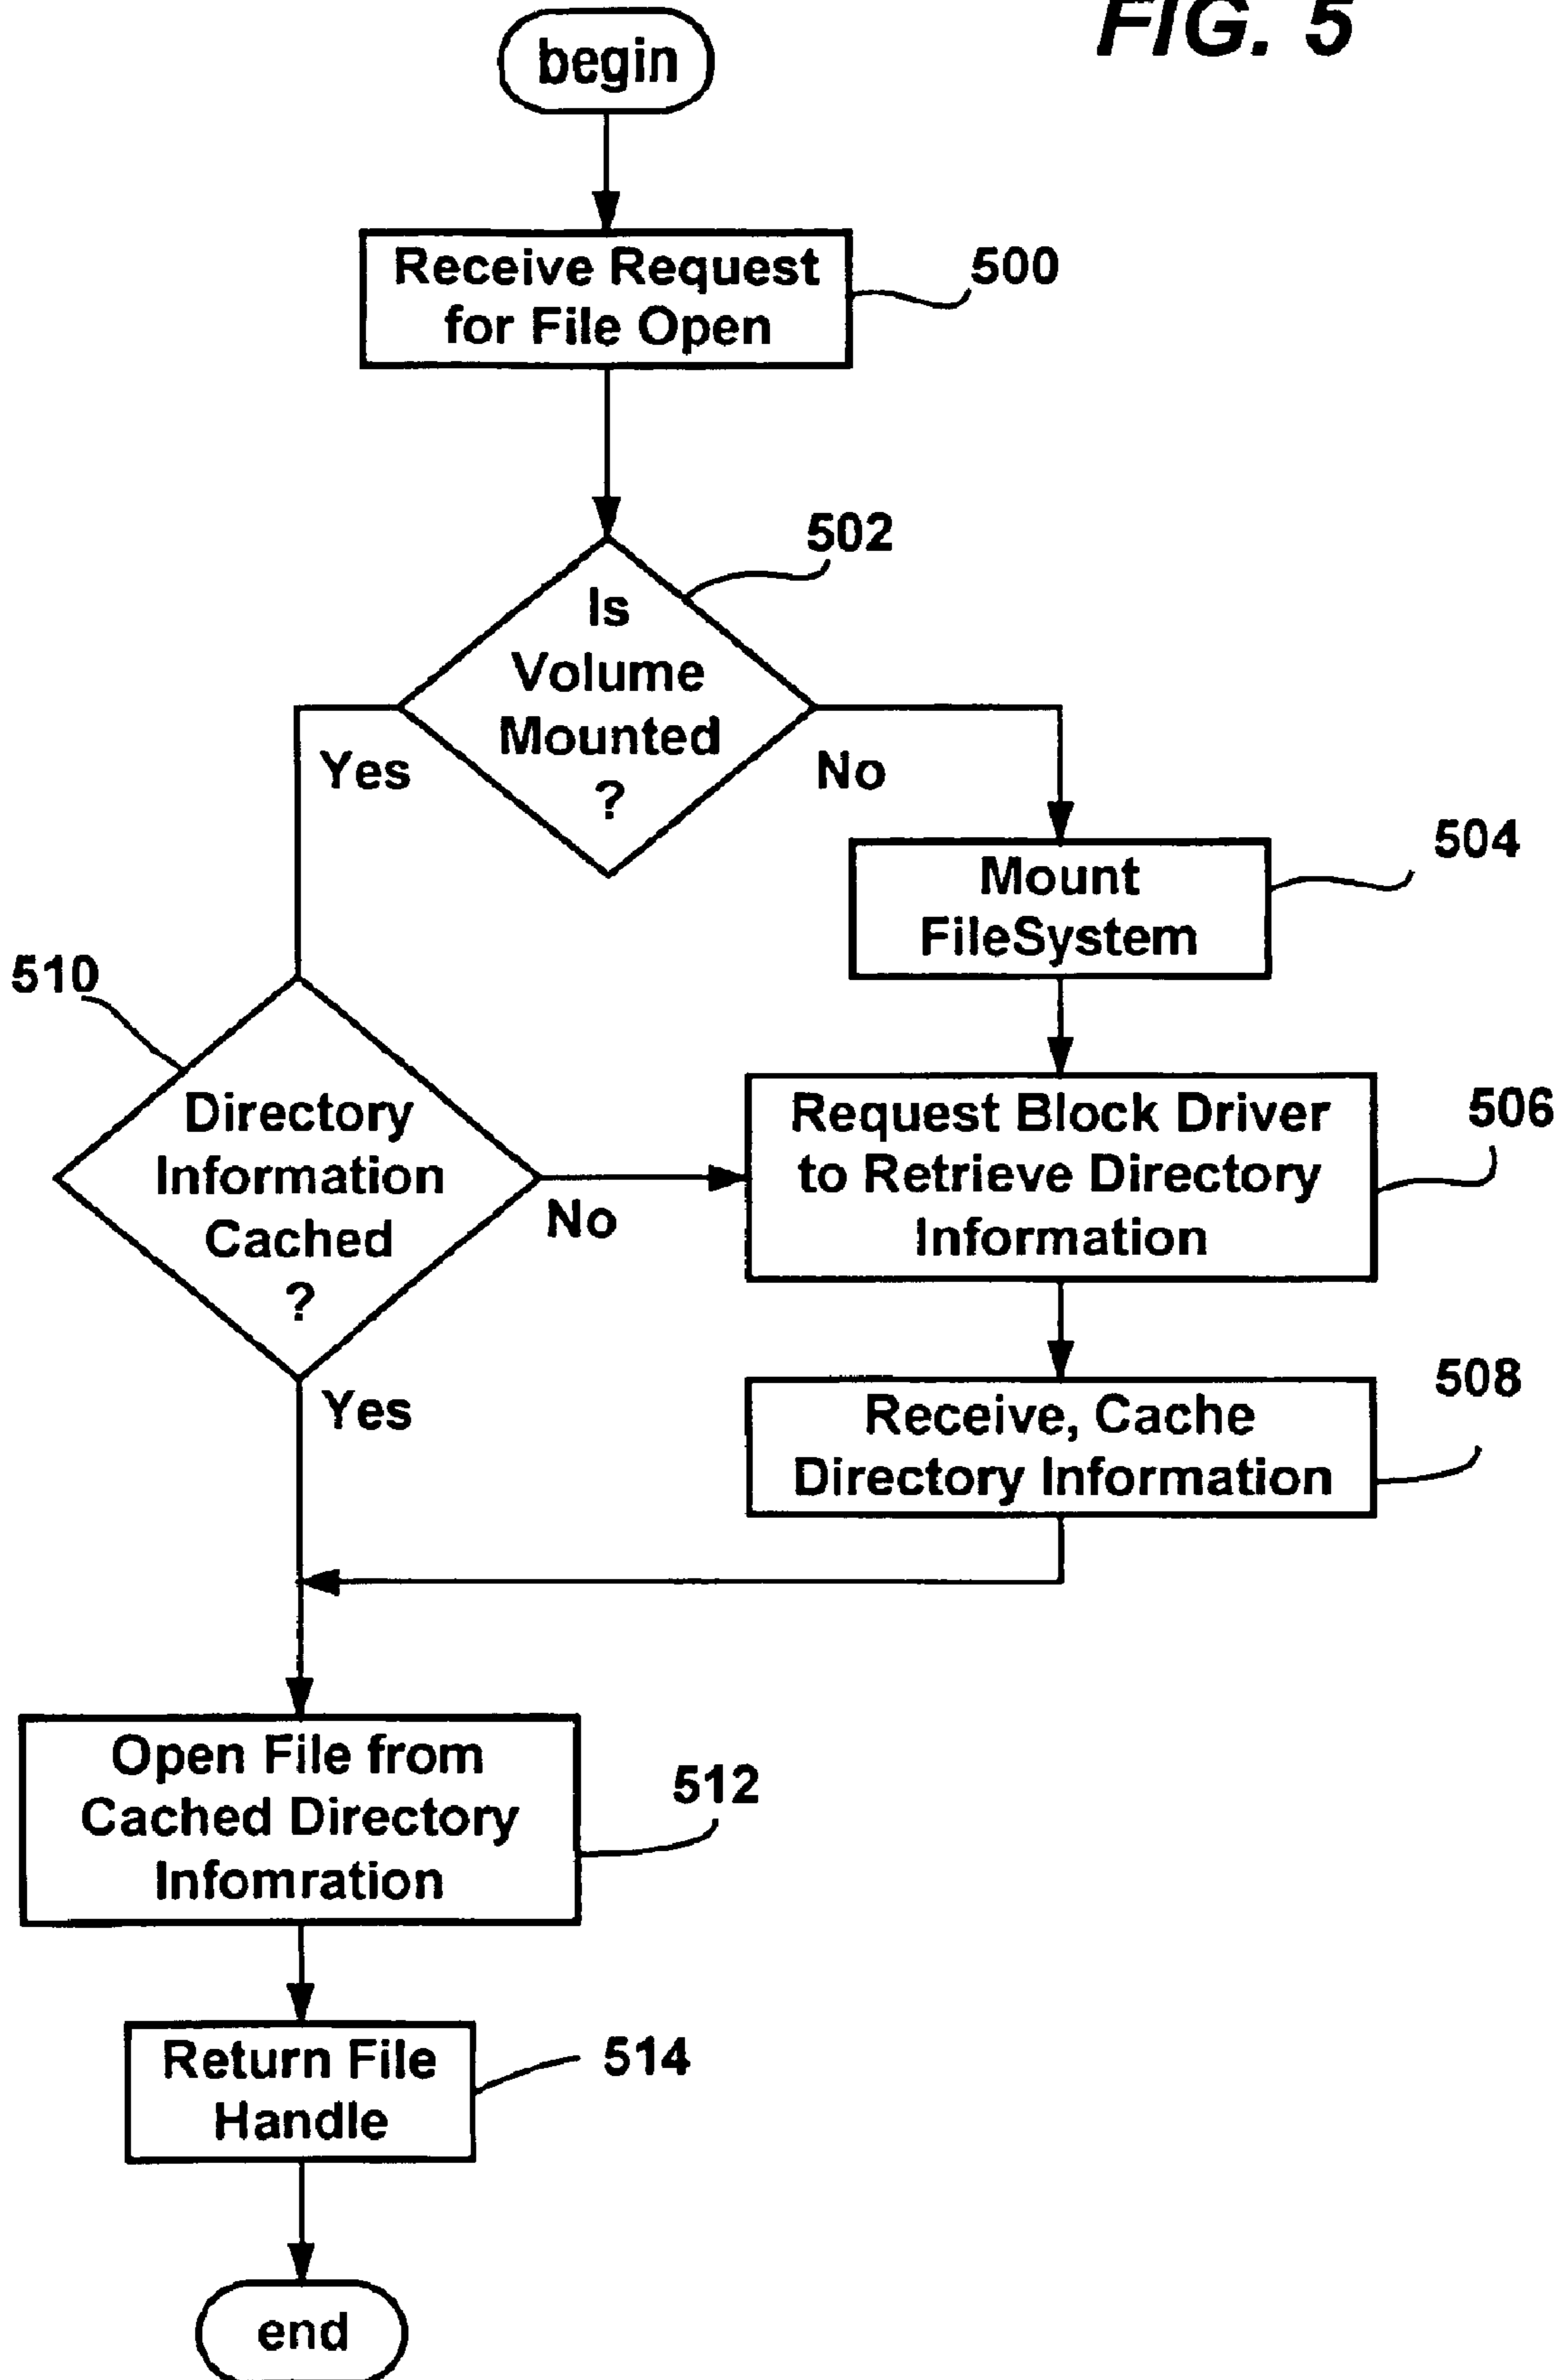 FIG. 5
begin
Receive Request
for File Open
500
502
Is
Volume
Mounted
?
Yes
No
504
Mount
FileSystem
510
Directory
Information
Cached
?
No
Yes
Request Block Driver
to Retrieve Directory
Information
506
508
Receive, Cache
Directory Information
Open File from
Cached Directory
Infomration
512
Return File
Handle
514
end